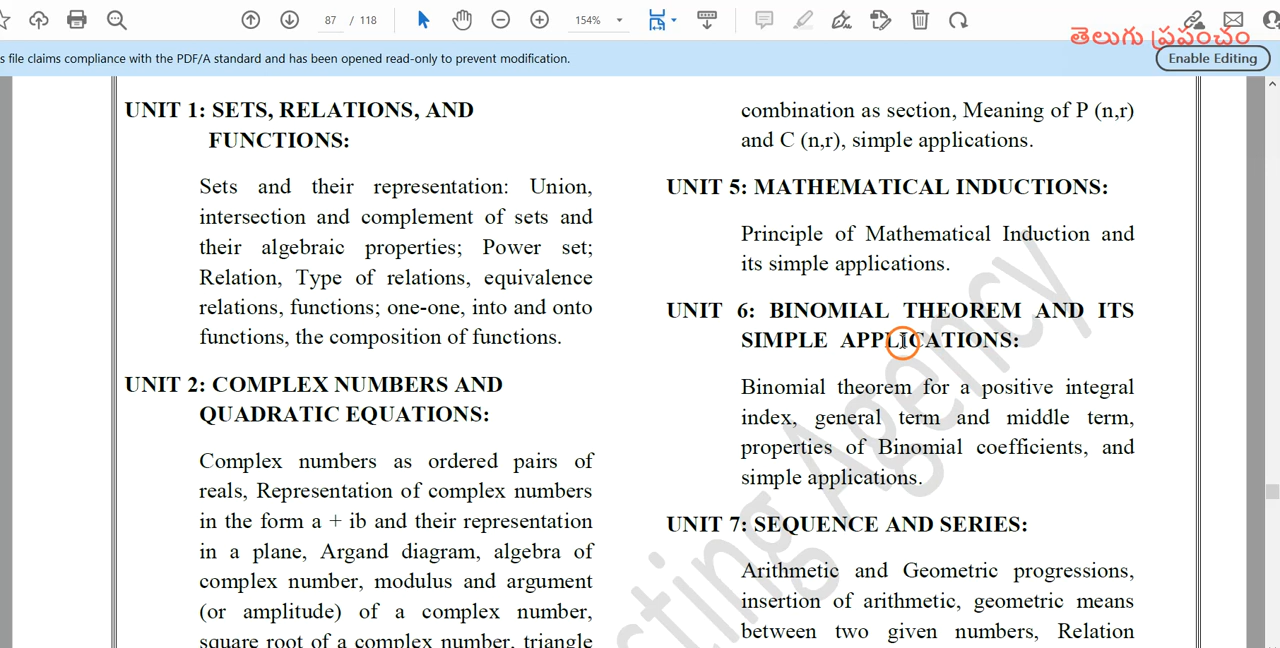 87 / 118
154%
తెలుగు ప్రపంచం
s file claims compliance with the PDF/A standard and has been opened read-only to prevent modification.
Enable Editing
UNIT 1: SETS, RELATIONS, AND
FUNCTIONS:
Sets and their representation: Union,
intersection and complement of sets and
their algebraic properties; Power set;
Relation, Type of relations, equivalence
relations, functions; one-one, into and onto
functions, the composition of functions.
UNIT 2: COMPLEX NUMBERS AND
QUADRATIC EQUATIONS:
Complex numbers as ordered pairs of
reals, Representation of complex numbers
in the form a + ib and their representation
in a plane, Argand diagram, algebra of
complex number, modulus and argument
(or amplitude) of a complex number,
square root of a complex number, triangle
combination as section, Meaning of P (n,r)
and C (n,r), simple applications.
UNIT 5: MATHEMATICAL INDUCTIONS:
Principle of Mathematical Induction and
its simple applications.
UNIT 6: BINOMIAL THEOREM AND ITS
SIMPLE APPLICATIONS:
Binomial theorem for a positive integral
index, general term and middle term,
properties of Binomial coefficients, and
simple applications.
UNIT 7: SEQUENCE AND SERIES:
Arithmetic and Geometric progressions,
insertion of arithmetic, geometric means
between two given numbers, Relation
sting Agency